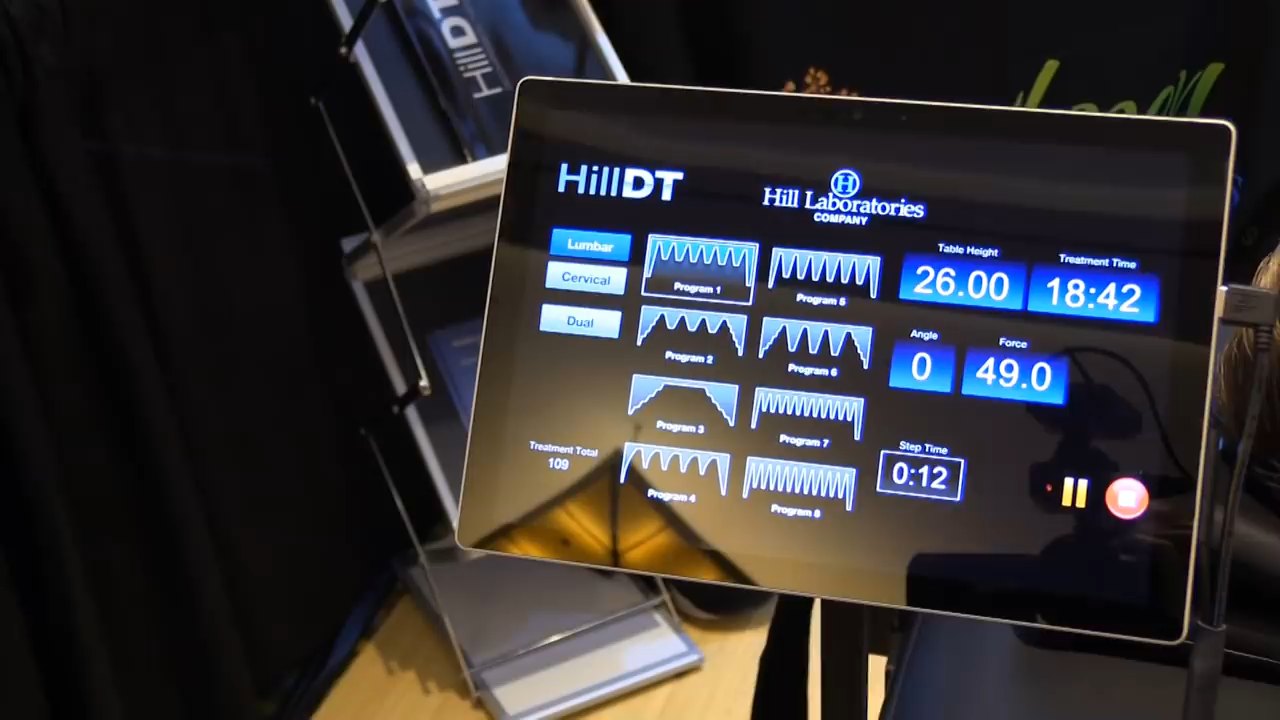 HillDT
HillDT
H
Hill Laboratories
COMPANY
Lumbar
Cervical
Dual
Program 1
Program 5
Program 2
Program 6
Program 3
Program 7
Program 4
Program 8
Table Height
26.00
Treatment Time
18:42
Angle
0
Force
49.0
Step Time
0:12
Treatment Total
109